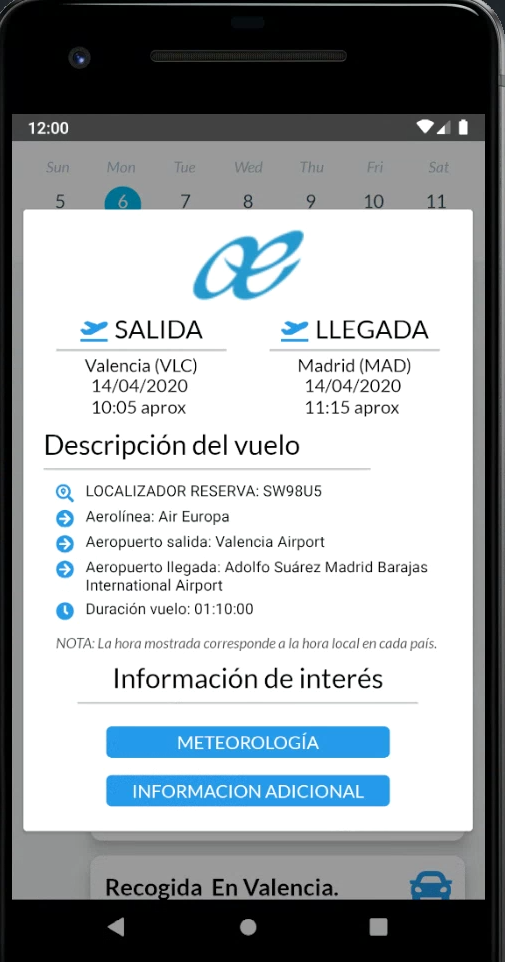 12:00
Sun Mon Tue Wed Thu Fri Sat
5 6 7 8 9 10 11
SALIDA LLEGADA
Valencia (VLC) Madrid (MAD)
14/04/2020 14/04/2020
10:05 aprox 11:15 aprox
Descripción del vuelo
LOCALIZADOR RESERVA: SW98U5
Aerolínea: Air Europa
Aeropuerto salida: Valencia Airport
Aeropuerto llegada: Adolfo Suárez Madrid Barajas
International Airport
Duración vuelo: 01:10:00
NOTA: La hora mostrada corresponde a la hora local en cada país.
Información de interés
METEOROLOGÍA
INFORMACION ADICIONAL
Recogida En Valencia.